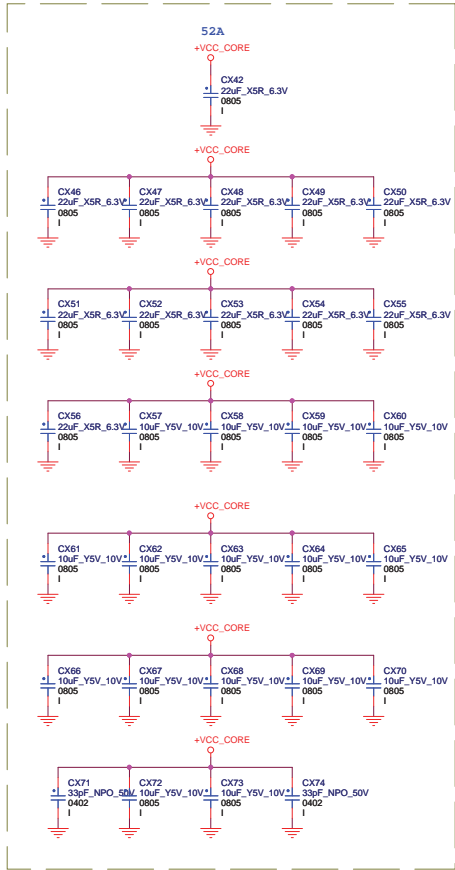 52A
+VCC_CORE
CX42
22uF_X5R_6.3V
0805
I
+VCC_CORE
CX46 CX47 CX48 CX49 CX50
22uF_X5R_6.3V 22uF_X5R_6.3V 22uF_X5R_6.3V 22uF_X5R_6.3V 22uF_X5R_6.3V
0805 0805 0805 0805 0805
I I I I I
+VCC_CORE
CX51 CX52 CX53 CX54 CX55
22uF_X5R_6.3V 22uF_X5R_6.3V 22uF_X5R_6.3V 22uF_X5R_6.3V 22uF_X5R_6.3V
0805 0805 0805 0805 0805
I I I I I
+VCC_CORE
CX56 CX57 CX58 CX59 CX60
22uF_X5R_6.3V 10uF_Y5V_10V 10uF_Y5V_10V 10uF_Y5V_10V 10uF_Y5V_10V
0805 0805 0805 0805 0805
I I I I I
+VCC_CORE
CX61 CX62 CX63 CX64 CX65
10uF_Y5V_10V 10uF_Y5V_10V 10uF_Y5V_10V 10uF_Y5V_10V 10uF_Y5V_10V
0805 0805 0805 0805 0805
I I I I I
+VCC_CORE
CX66 CX67 CX68 CX69 CX70
10uF_Y5V_10V 10uF_Y5V_10V 10uF_Y5V_10V 10uF_Y5V_10V 10uF_Y5V_10V
0805 0805 0805 0805 0805
I I I I I
+VCC_CORE
CX71 CX72 CX73 CX74
33pF_NPO_50V 10uF_Y5V_10V 10uF_Y5V_10V 33pF_NPO_50V
0402 0805 0805 0402
I I I I